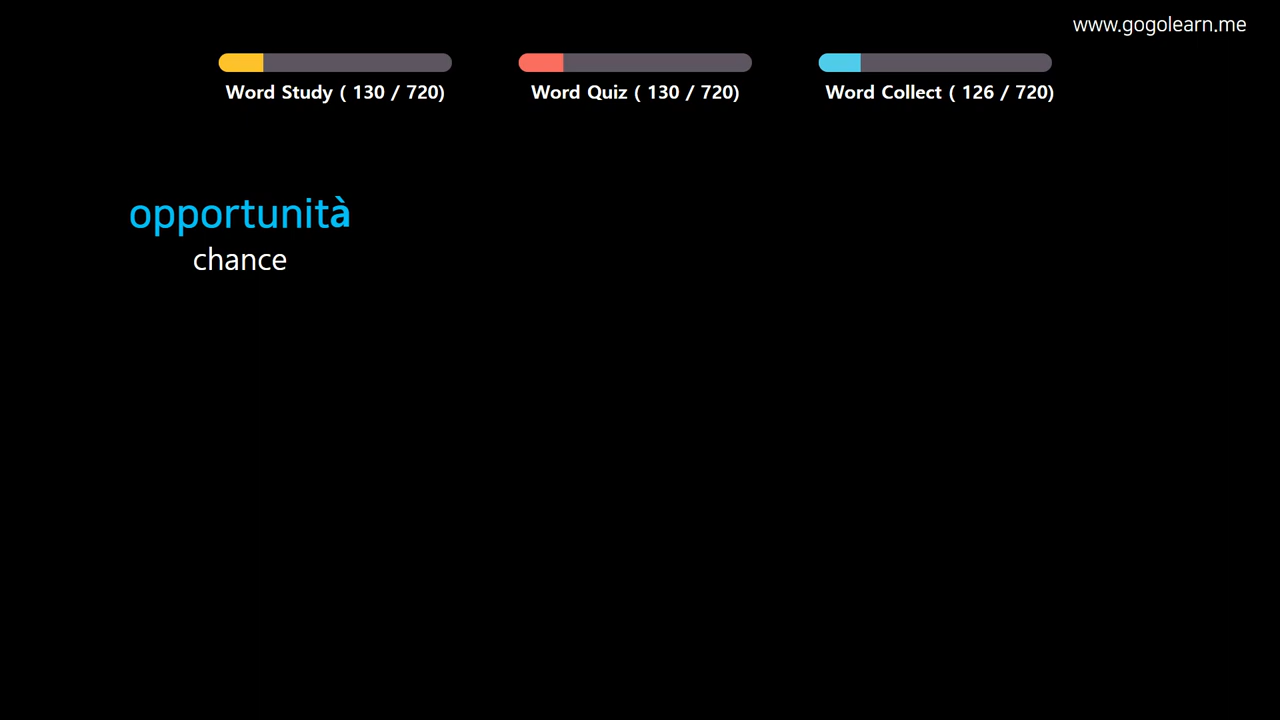 www.gogolearn.me
Word Study ( 130 / 720)
Word Quiz ( 130 / 720)
Word Collect ( 126 / 720)
opportunità
chance